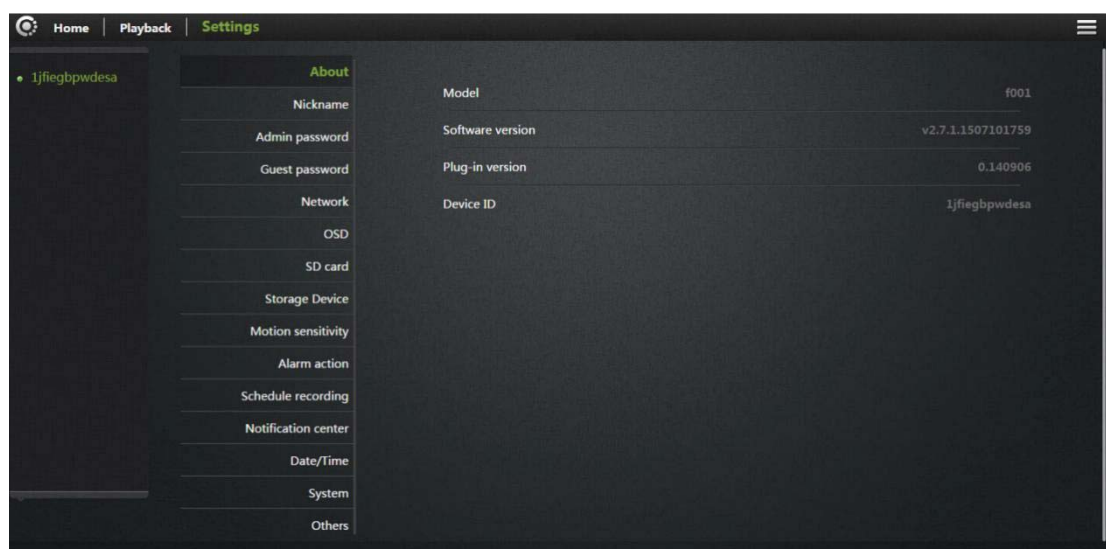 Home | Playback | Settings
1jfiegbpwdesa
About
Nickname
Admin password
Guest password
Network
OSD
SD card
Storage Device
Motion sensitivity
Alarm action
Schedule recording
Notification center
Date/Time
System
Others
Model f001
Software version v2.7.1.1507101759
Plug-in version 0.140906
Device ID 1jfiegbpwdesa